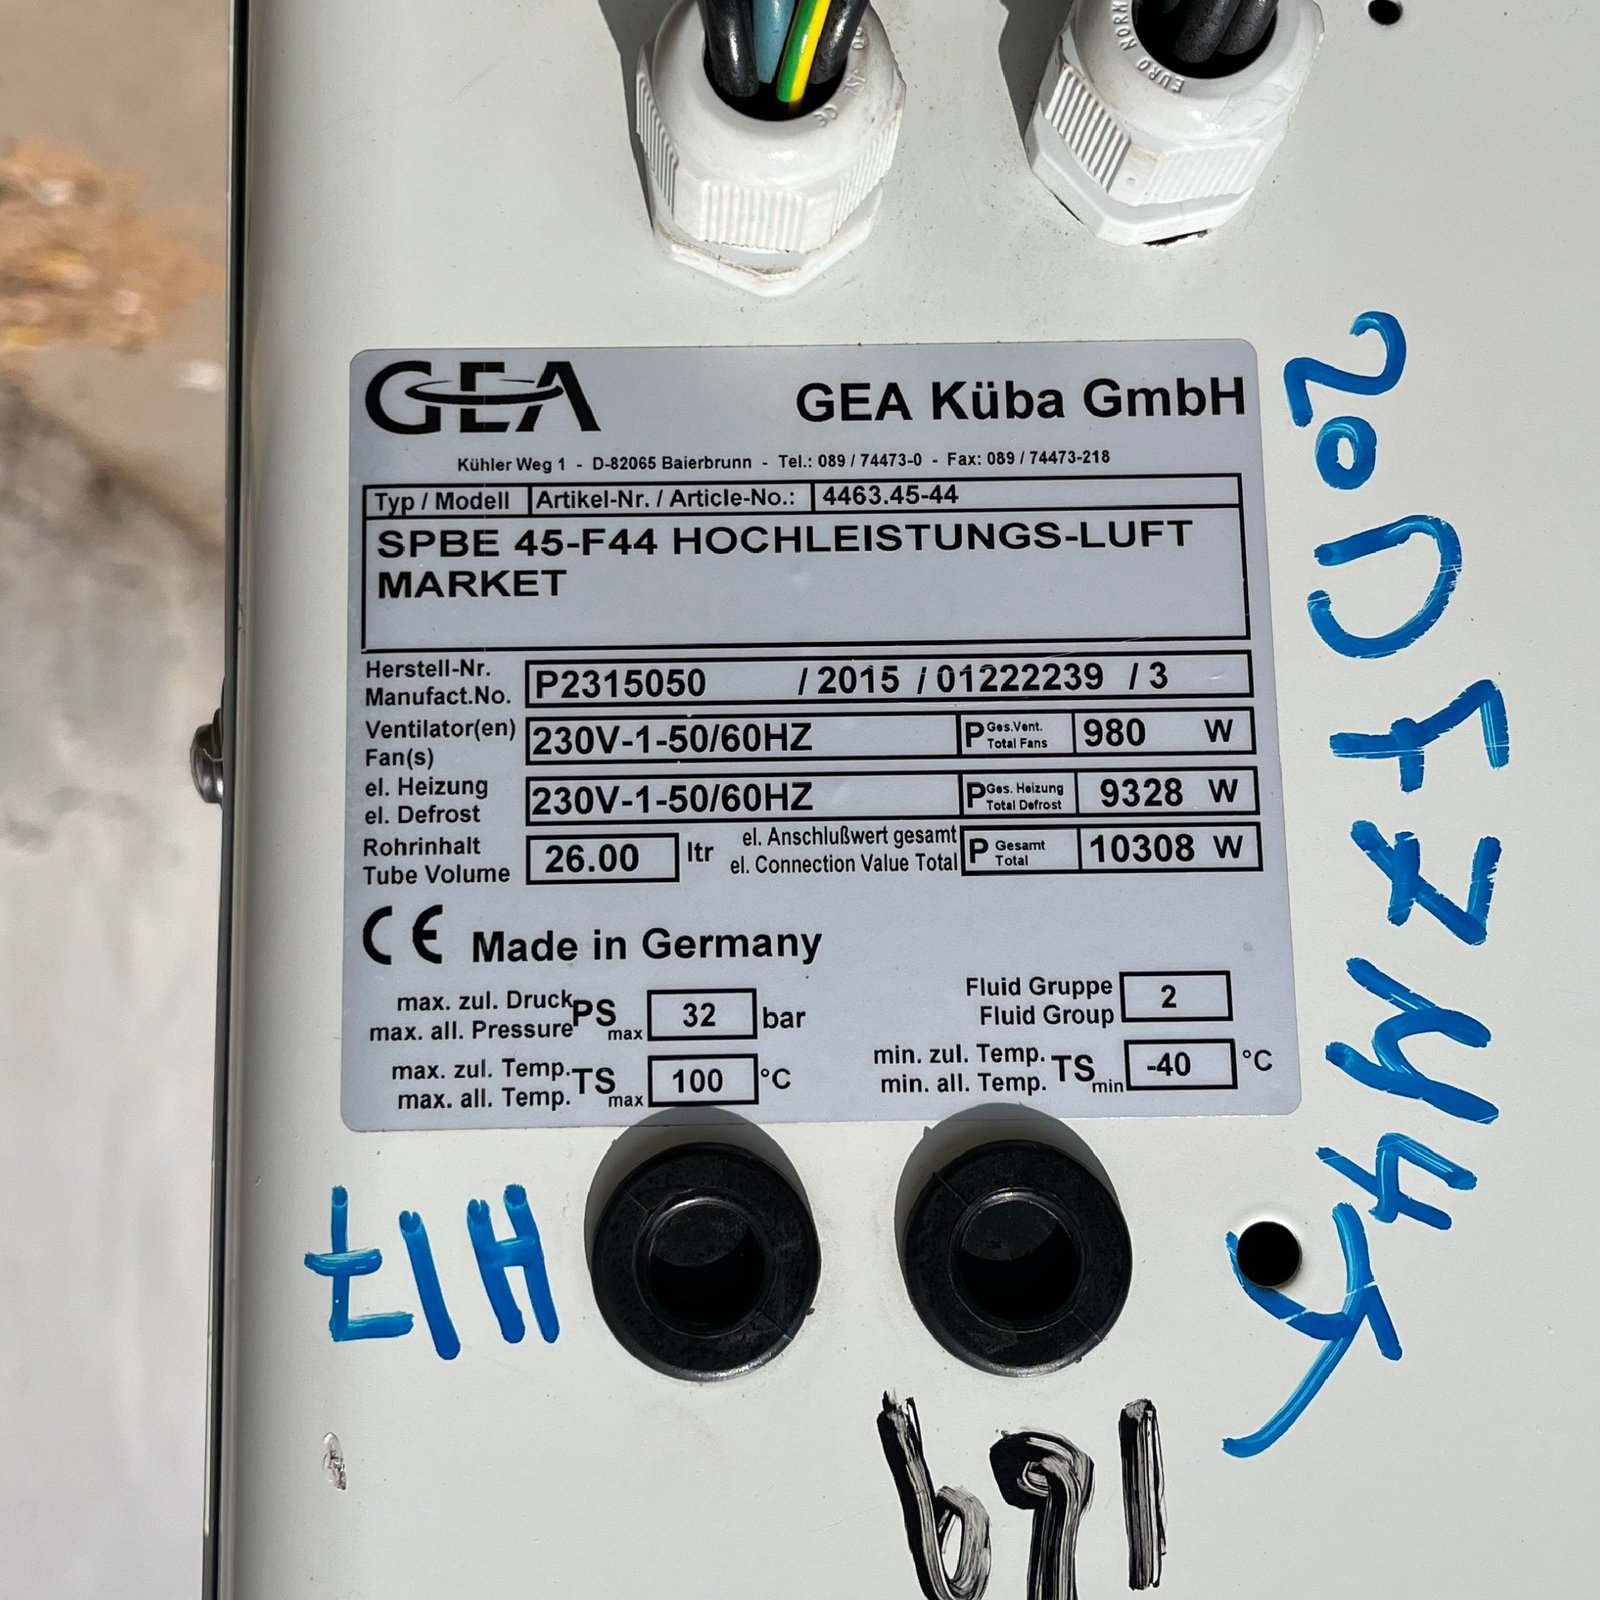 EURO NORM
GEA
GEA Küba GmbH
Kühler Weg 1 - D-82065 Baierbrunn - Tel.: 089 / 74473-0 - Fax: 089 / 74473-218
Typ / Modell Artikel-Nr. / Article-No.: 4463.45-44
SPBE 45-F44 HOCHLEISTUNGS-LUFT
MARKET
Herstell-Nr.
Manufact.No. P2315050 / 2015 / 01222239 / 3
Ventilator(en)
Fan(s) 230V-1-50/60HZ P Ges.Vent. Total Fans 980 W
el. Heizung
el. Defrost 230V-1-50/60HZ P Ges. Heizung Total Defrost 9328 W
Rohrinhalt
Tube Volume 26.00 ltr
el. Anschlußwert gesamt
el. Connection Value Total P Gesamt Total 10308 W
CE Made in Germany
max. zul. Druck
max. all. Pressure PS max 32 bar
Fluid Gruppe
Fluid Group 2
max. zul. Temp.
max. all. Temp. TS max 100 °C
min. zul. Temp.
min. all. Temp. TS min -40 °C
H17